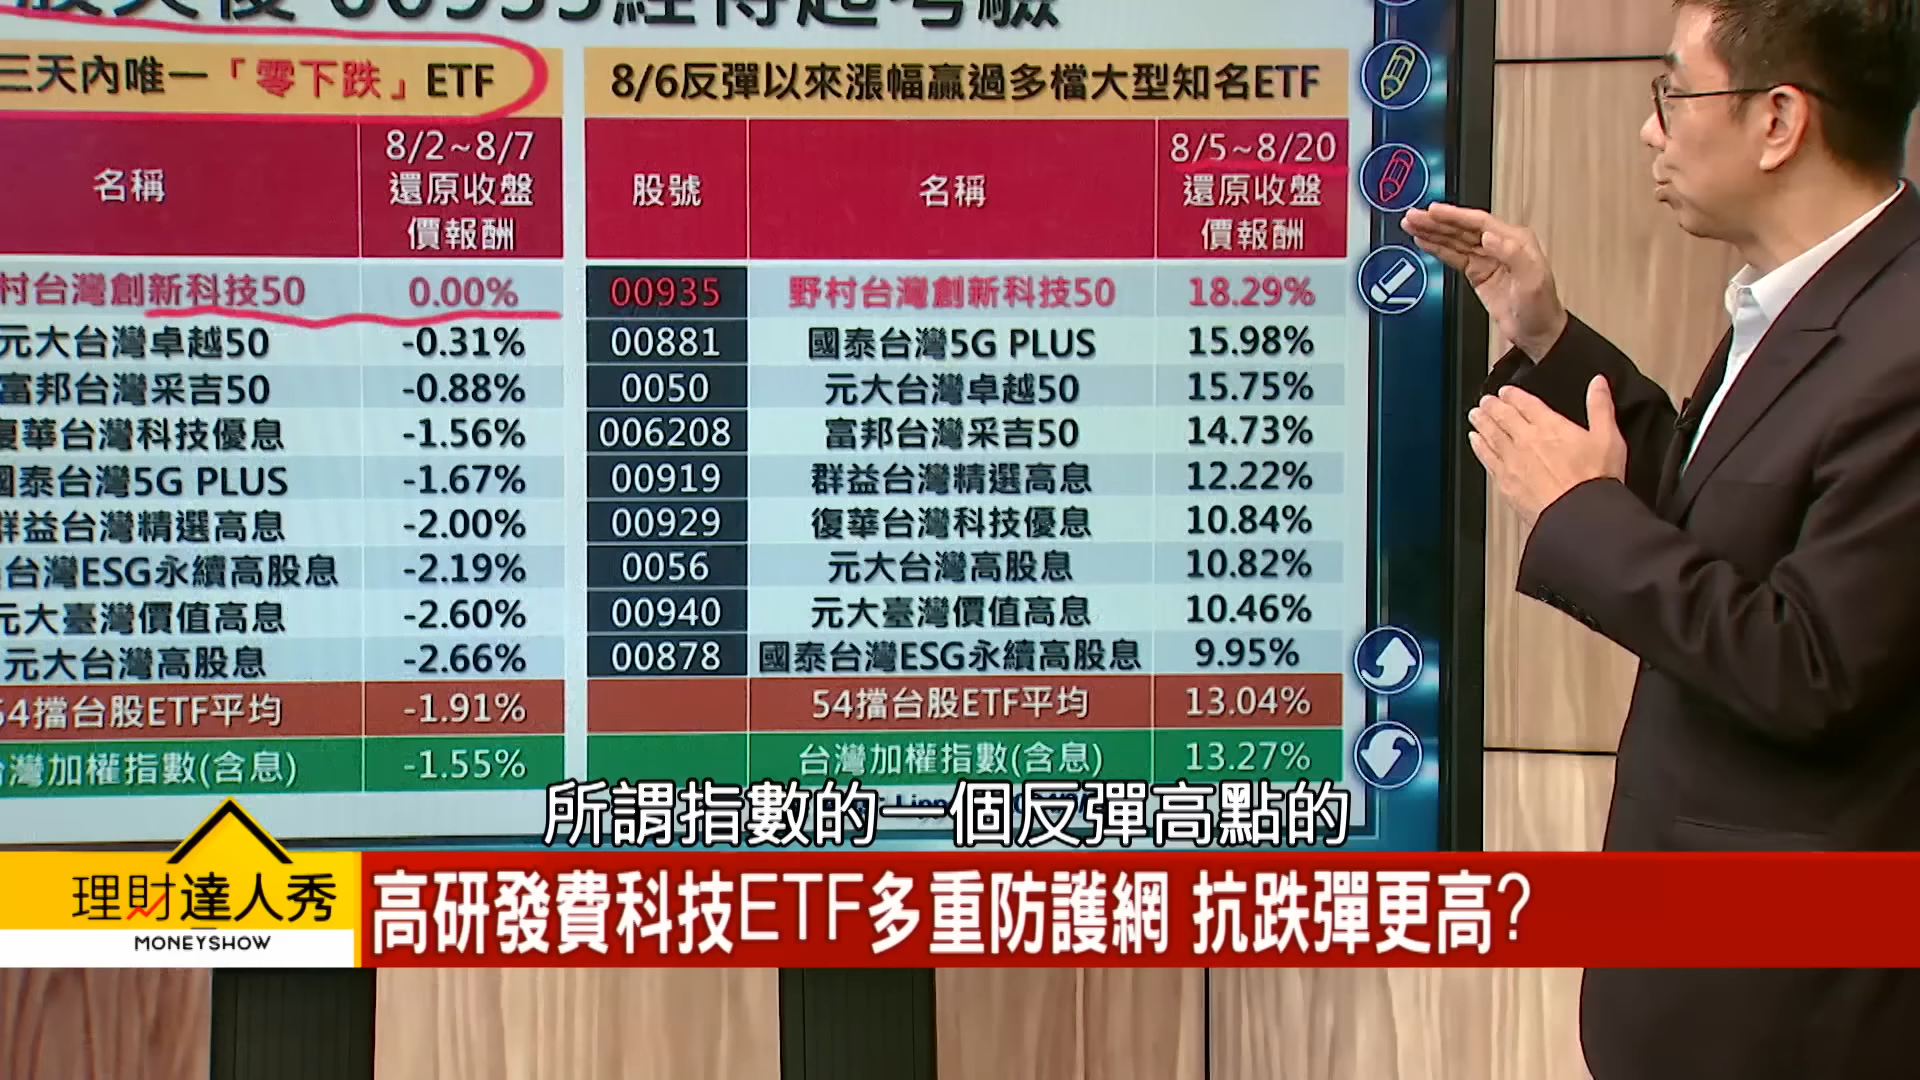 00935經得起考驗
三天內唯一「零下跌」ETF
名稱 8/2~8/7 還原收盤 價報酬
村台灣創新科技50 0.00%
元大台灣卓越50 -0.31%
富邦台灣采吉50 -0.88%
復華台灣科技優息 -1.56%
國泰台灣5G PLUS -1.67%
群益台灣精選高息 -2.00%
台灣ESG永續高股息 -2.19%
元大臺灣價值高息 -2.60%
元大台灣高股息 -2.66%
54擋台股ETF平均 -1.91%
台灣加權指數(含息) -1.55%
8/6反彈以來漲幅贏過多檔大型知名ETF
股號 名稱 8/5~8/20 還原收盤 價報酬
00935 野村台灣創新科技50 18.29%
00881 國泰台灣5G PLUS 15.98%
0050 元大台灣卓越50 15.75%
006208 富邦台灣采吉50 14.73%
00919 群益台灣精選高息 12.22%
00929 復華台灣科技優息 10.84%
0056 元大台灣高股息 10.82%
00940 元大臺灣價值高息 10.46%
00878 國泰台灣ESG永續高股息 9.95%
54擋台股ETF平均 13.04%
台灣加權指數(含息) 13.27%
所謂指數的一個反彈高點的
理財達人秀
MONEYSHOW
高研發費科技ETF多重防護網 抗跌彈更高?